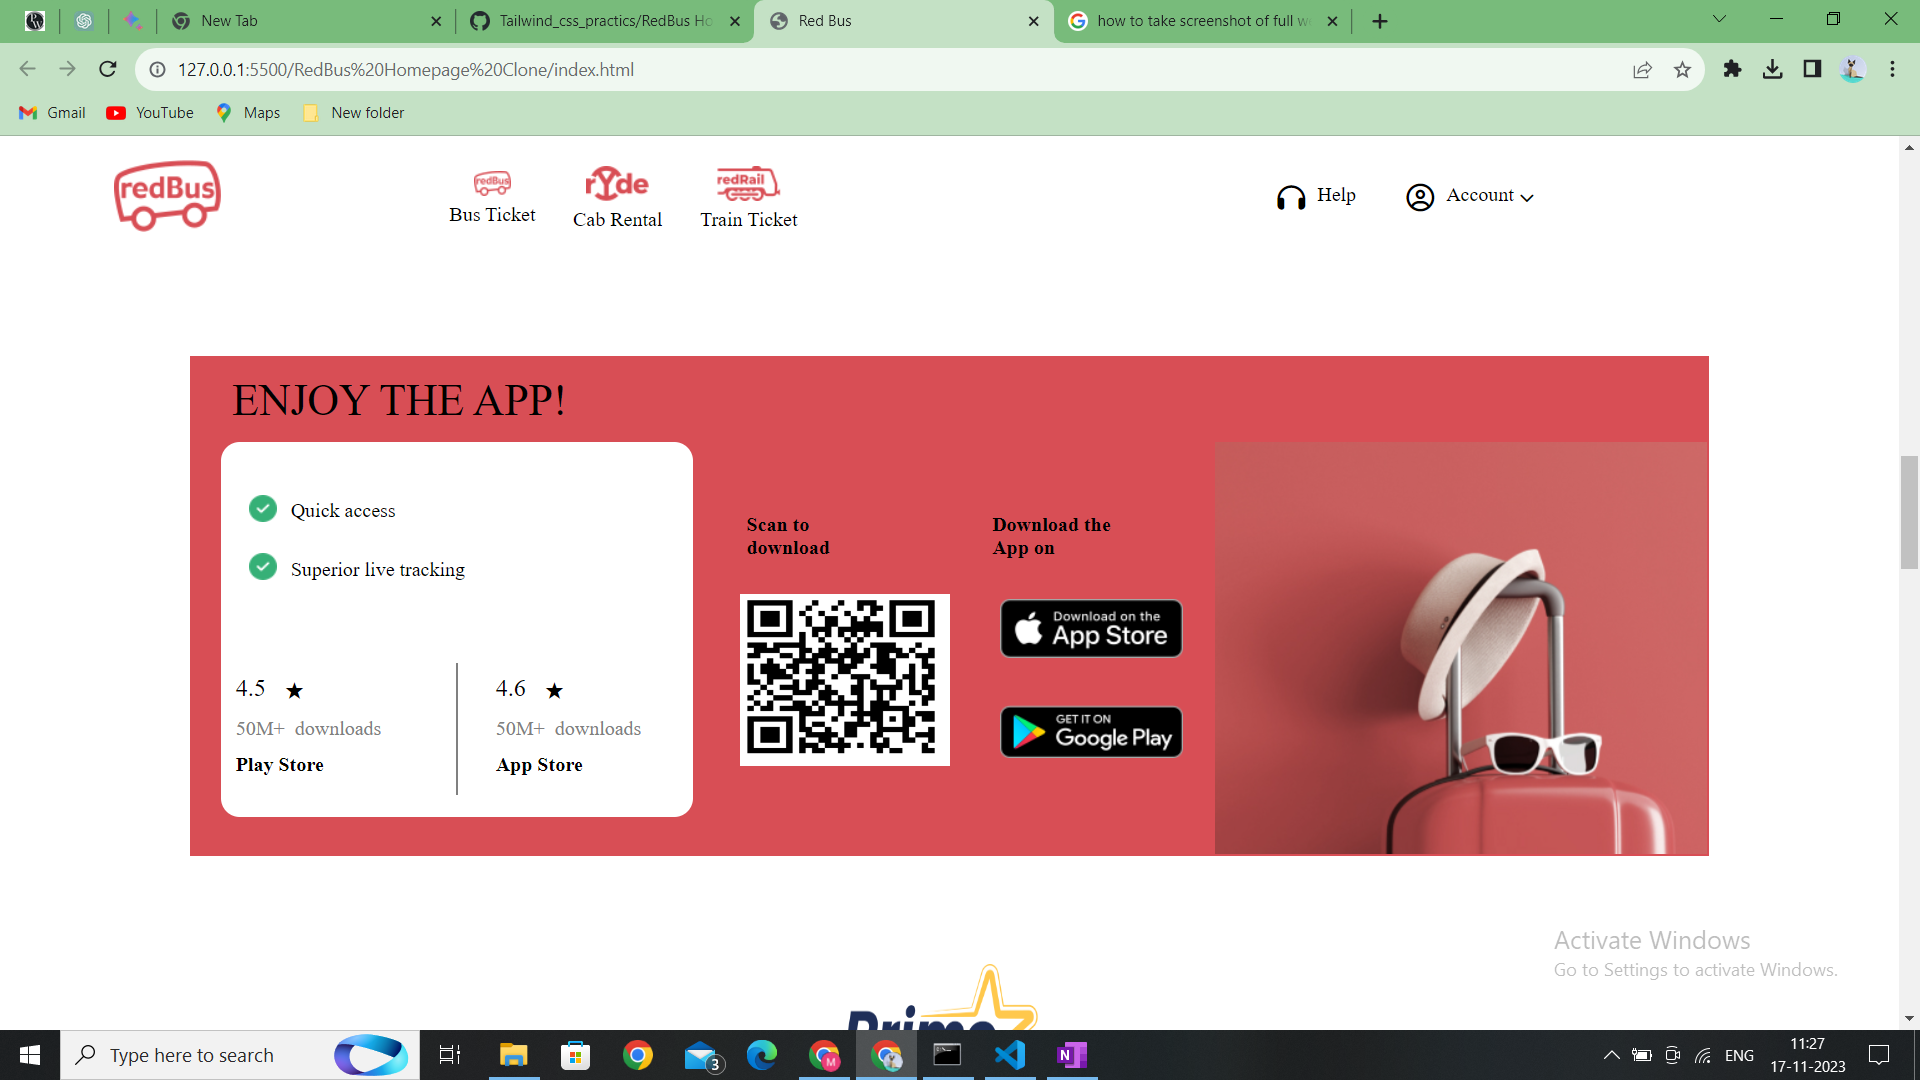 New Tab
Tailwind_css_practics/RedBus Ho
Red Bus
how to take screenshot of full w
127.0.0.1:5500/RedBus%20Homepage%20Clone/index.html
Gmail
YouTube
Maps
New folder
redBus
redBus
rYde
redRail
Bus Ticket
Cab Rental
Train Ticket
Help
Account
ENJOY THE APP!
Quick access
Superior live tracking
4.5 ★
50M+ downloads
Play Store
4.6 ★
50M+ downloads
App Store
Scan to
download
Download the
App on
Download on the
App Store
GET IT ON
Google Play
Activate Windows
Go to Settings to activate Windows.
Prime
Type here to search
3
M
N
ENG
11:27
17-11-2023